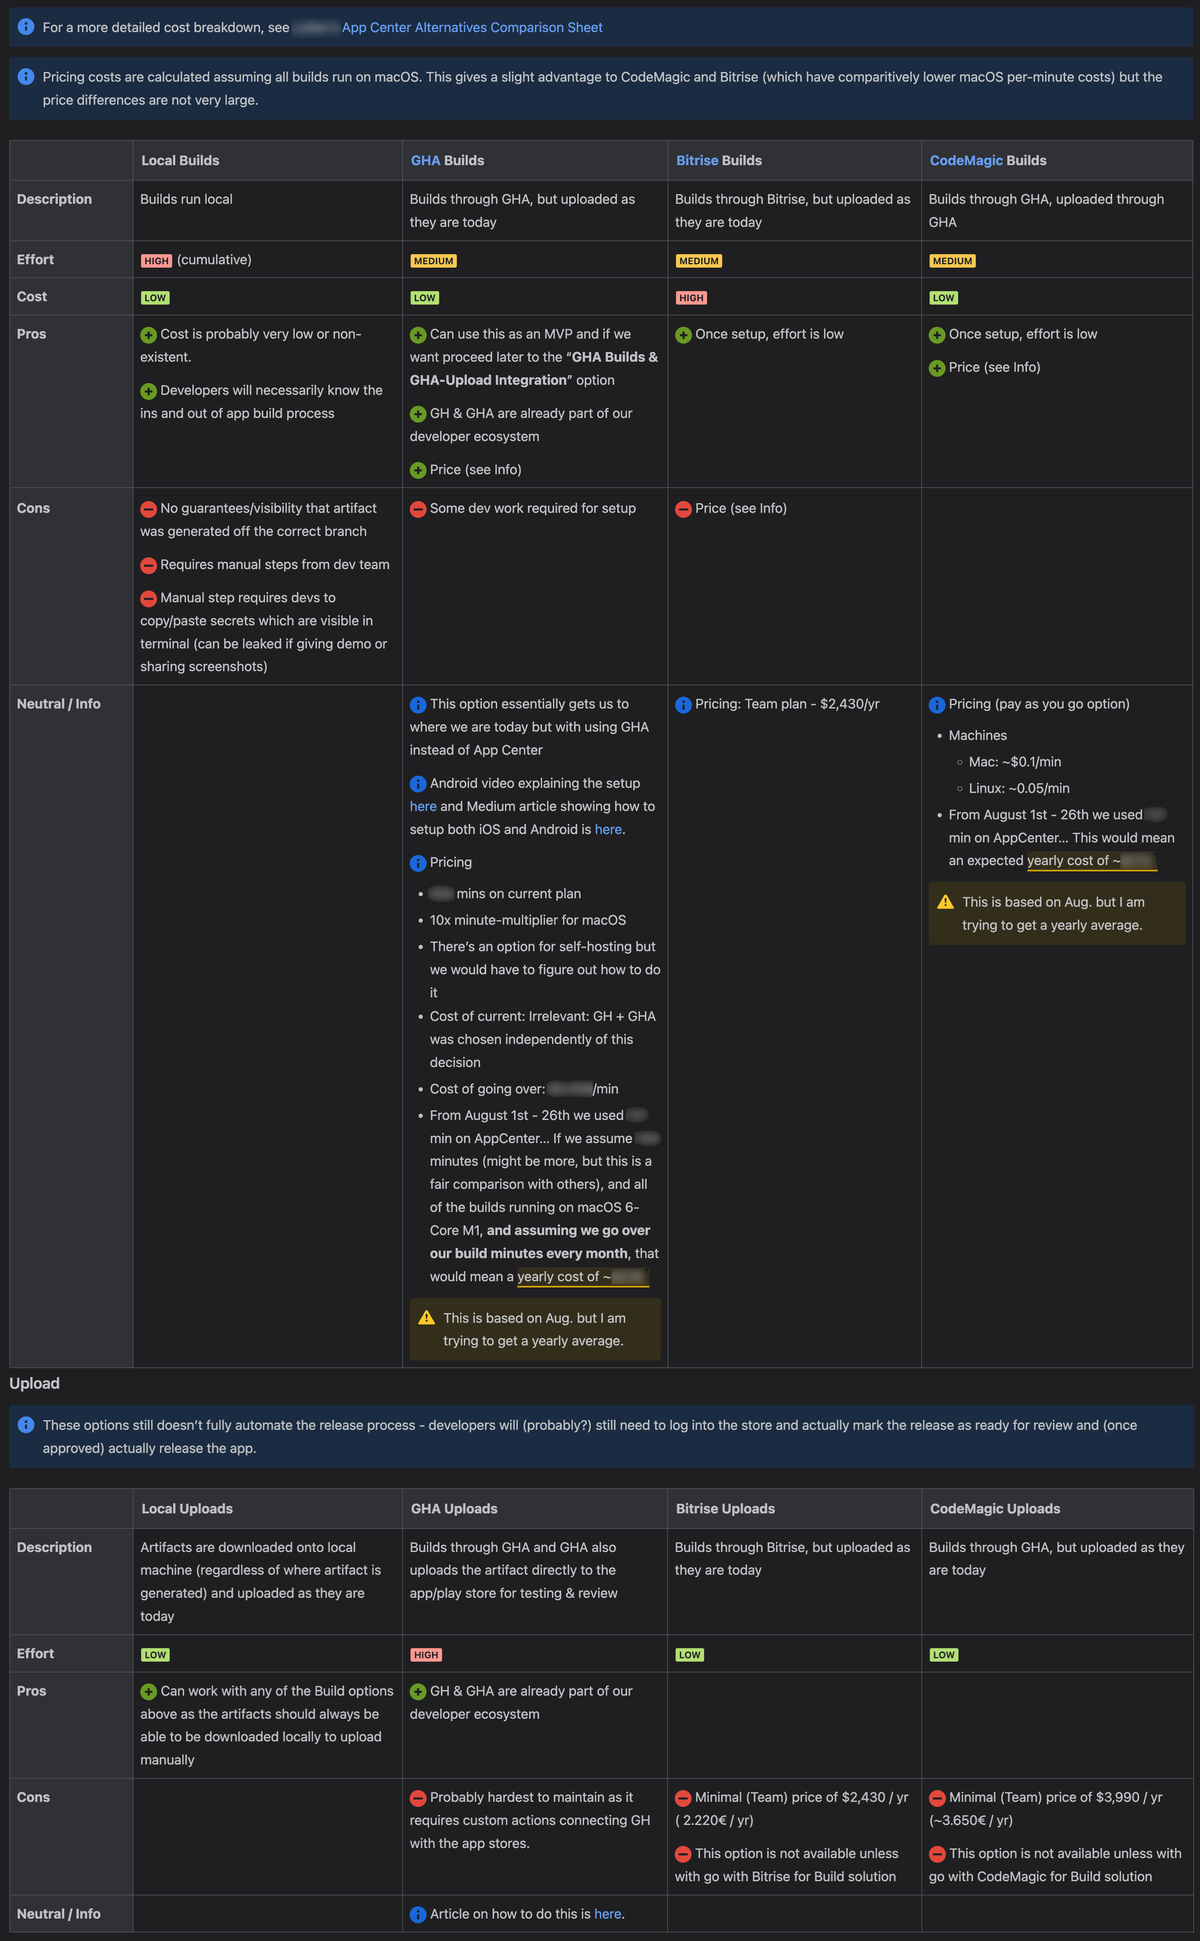 For a more detailed cost breakdown, see App Center Alternatives Comparison Sheet
Pricing costs are calculated assuming all builds run on macOS. This gives a slight advantage to CodeMagic and Bitrise (which have comparitively lower macOS per-minute costs) but the
price differences are not very large.
Local Builds
GHA Builds
Bitrise Builds
CodeMagic Builds
Description
Builds run local
Builds through GHA, but uploaded as
they are today
Builds through Bitrise, but uploaded as
they are today
Builds through GHA, uploaded through
GHA
Effort
HIGH (cumulative)
MEDIUM
MEDIUM
MEDIUM
Cost
LOW
LOW
HIGH
LOW
Pros
Cost is probably very low or non-
existent.
Developers will necessarily know the
ins and out of app build process
Can use this as an MVP and if we
want proceed later to the “GHA Builds &
GHA-Upload Integration” option
GH & GHA are already part of our
developer ecosystem
Price (see Info)
Once setup, effort is low
Once setup, effort is low
Price (see Info)
Cons
No guarantees/visibility that artifact
was generated off the correct branch
Requires manual steps from dev team
Manual step requires devs to
copy/paste secrets which are visible in
terminal (can be leaked if giving demo or
sharing screenshots)
Some dev work required for setup
Price (see Info)
Neutral / Info
This option essentially gets us to
where we are today but with using GHA
instead of App Center
Android video explaining the setup
here and Medium article showing how to
setup both iOS and Android is here.
Pricing
mins on current plan
10x minute-multiplier for macOS
There’s an option for self-hosting but
we would have to figure out how to do
it
Cost of current: Irrelevant: GH + GHA
was chosen independently of this
decision
Cost of going over: /min
From August 1st - 26th we used
min on AppCenter... If we assume
minutes (might be more, but this is a
fair comparison with others), and all
of the builds running on macOS 6-
Core M1, and assuming we go over
our build minutes every month, that
would mean a yearly cost of ~
This is based on Aug. but I am
trying to get a yearly average.
Pricing: Team plan - $2,430/yr
Pricing (pay as you go option)
Machines
Mac: ~$0.1/min
Linux: ~0.05/min
From August 1st - 26th we used
min on AppCenter... This would mean
an expected yearly cost of ~
This is based on Aug. but I am
trying to get a yearly average.
Upload
These options still doesn’t fully automate the release process - developers will (probably?) still need to log into the store and actually mark the release as ready for review and (once
approved) actually release the app.
Local Uploads
GHA Uploads
Bitrise Uploads
CodeMagic Uploads
Description
Artifacts are downloaded onto local
machine (regardless of where artifact is
generated) and uploaded as they are
today
Builds through GHA and GHA also
uploads the artifact directly to the
app/play store for testing & review
Builds through Bitrise, but uploaded as
they are today
Builds through GHA, but uploaded as they
are today
Effort
LOW
HIGH
LOW
LOW
Pros
Can work with any of the Build options
above as the artifacts should always be
able to be downloaded locally to upload
manually
GH & GHA are already part of our
developer ecosystem
Cons
Probably hardest to maintain as it
requires custom actions connecting GH
with the app stores.
Minimal (Team) price of $2,430 / yr
( 2.220€ / yr)
This option is not available unless
with go with Bitrise for Build solution
Minimal (Team) price of $3,990 / yr
(~3.650€ / yr)
This option is not available unless with
go with CodeMagic for Build solution
Neutral / Info
Article on how to do this is here.